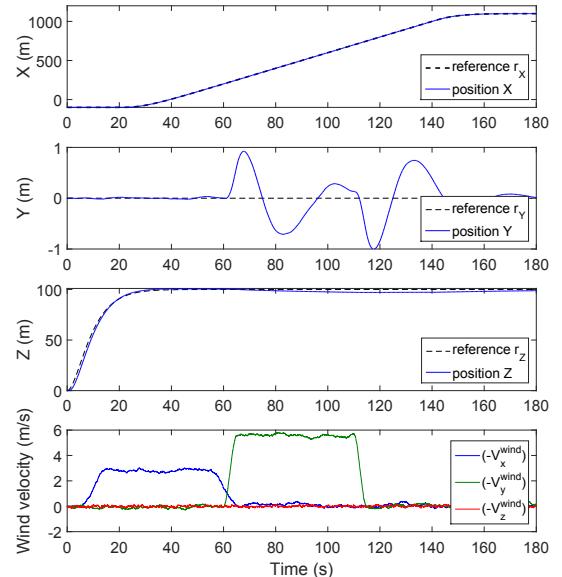 X (m)
1000
500
0
reference r_X
position X
0 20 40 60 80 100 120 140 160 180
Y (m)
1
0
-1
reference r_Y
position Y
0 20 40 60 80 100 120 140 160 180
Z (m)
100
50
0
reference r_Z
position Z
0 20 40 60 80 100 120 140 160 180
Wind velocity (m/s)
6
4
2
0
-2
(-V_x^wind)
(-V_y^wind)
(-V_z^wind)
0 20 40 60 80 100 120 140 160 180
Time (s)